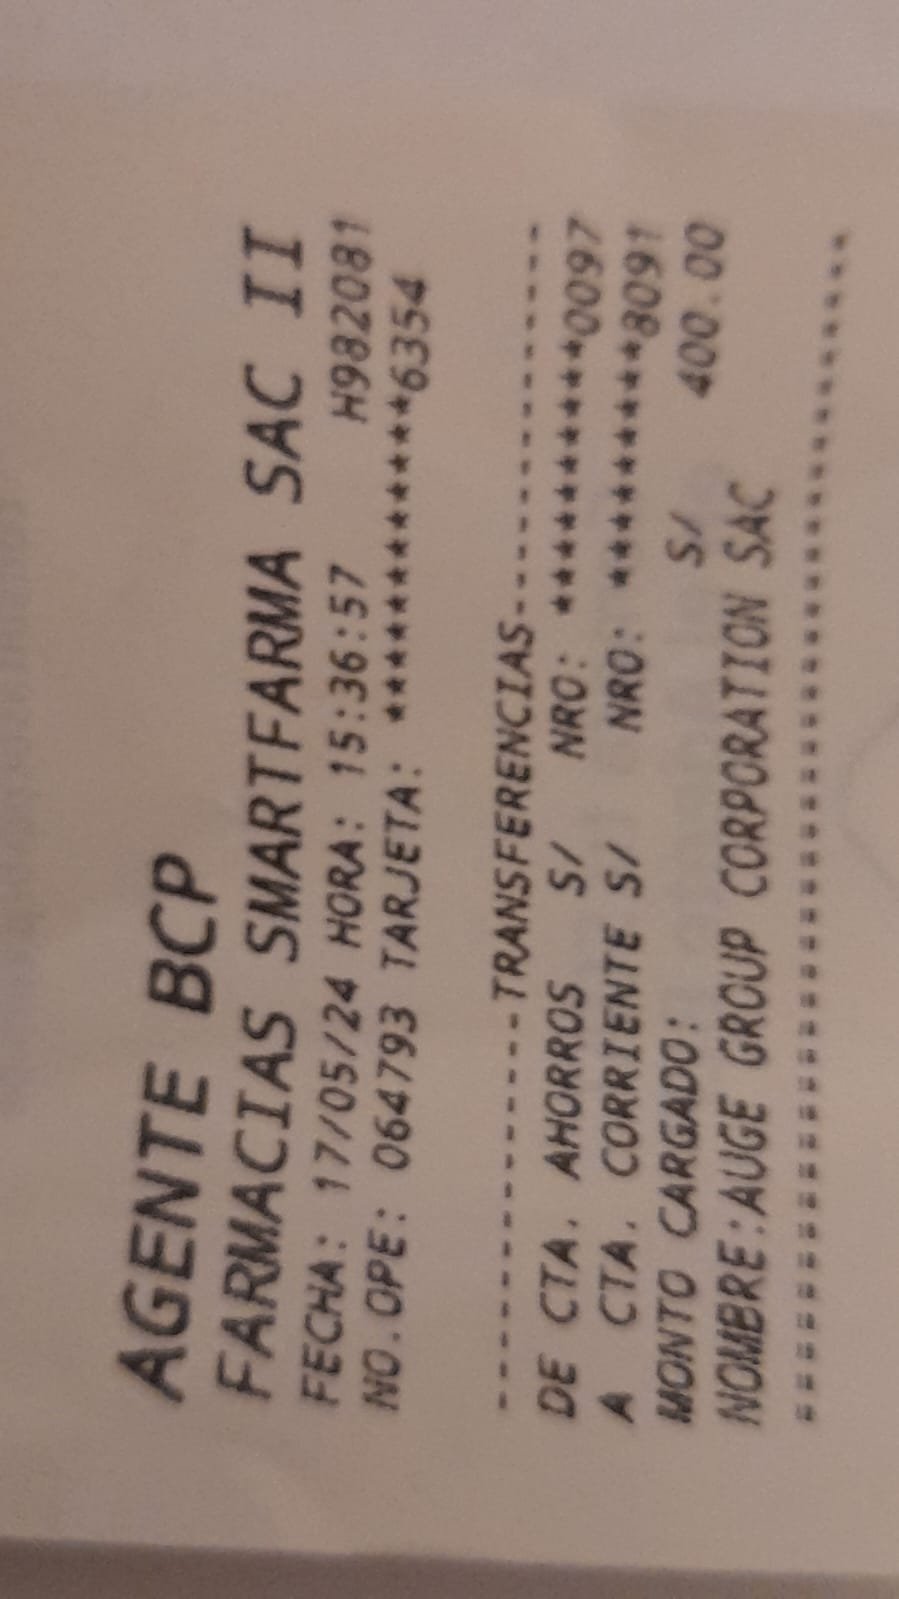 AGENTE BCP
FARMACIAS SMARTFARMA SAC II
FECHA: 17/05/24 HORA: 15:36:57 H982081
NO.OPE: 064793 TARJETA: ************6354
----------TRANSFERENCIAS---------------
DE CTA. AHORROS S/ NRO: **********0097
A CTA. CORRIENTE S/ NRO: *********8091
MONTO CARGADO: S/ 400.00
NOMBRE:AUGE GROUP CORPORATION SAC
=======================================